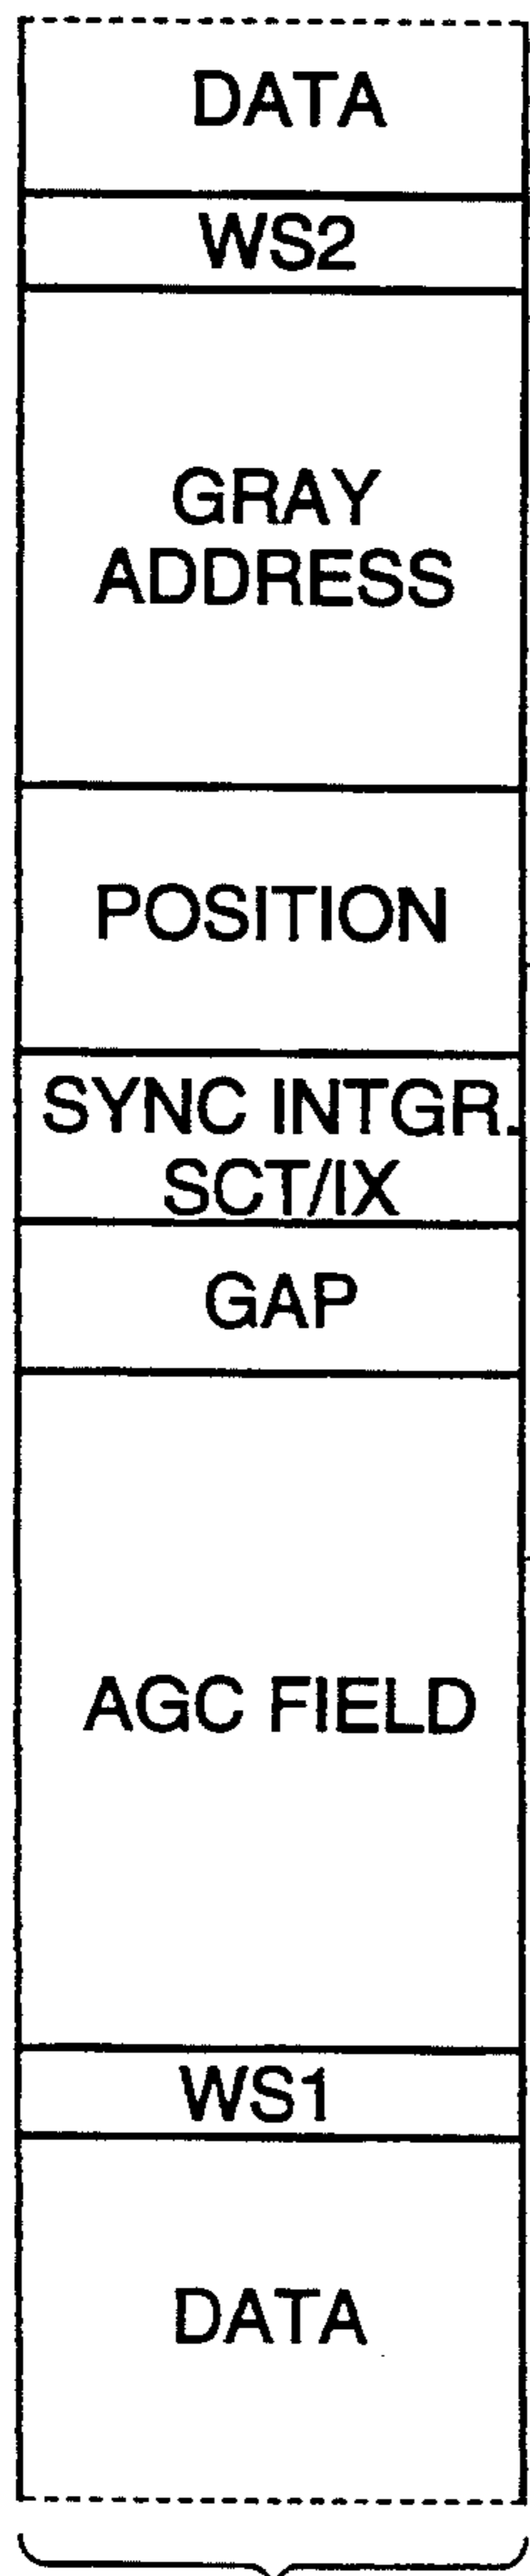 DATA
WS2
GRAY
ADDRESS
POSITION
SYNC INTGR.
SCT/IX
GAP
AGC FIELD
WS1
DATA